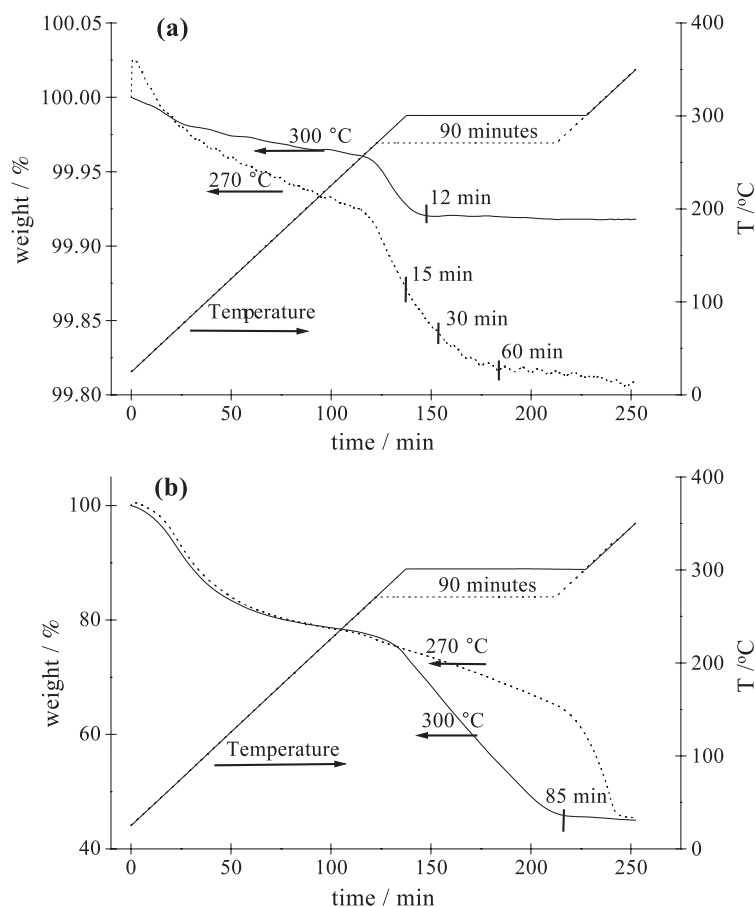 (a)
100.05
100.00
99.95
99.90
99.85
99.80
weight / %
400
300
200
100
0
T /°C
300 °C
270 °C
90 minutes
12 min
15 min
30 min
60 min
Temperature
0 50 100 150 200 250
time / min
(b)
100
80
60
40
weight / %
400
300
200
100
0
T /°C
90 minutes
270 °C
300 °C
Temperature
85 min
0 50 100 150 200 250
time / min